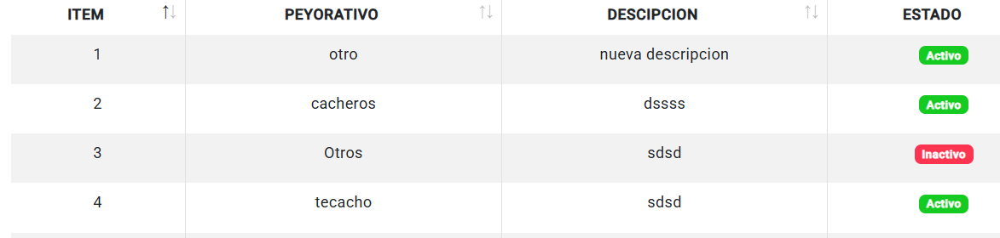 ITEM PEYORATIVO DESCIPCION ESTADO
1 otro nueva descripcion Activo
2 cacheros dssss Activo
3 Otros sdsd Inactivo
4 tecacho sdsd Activo